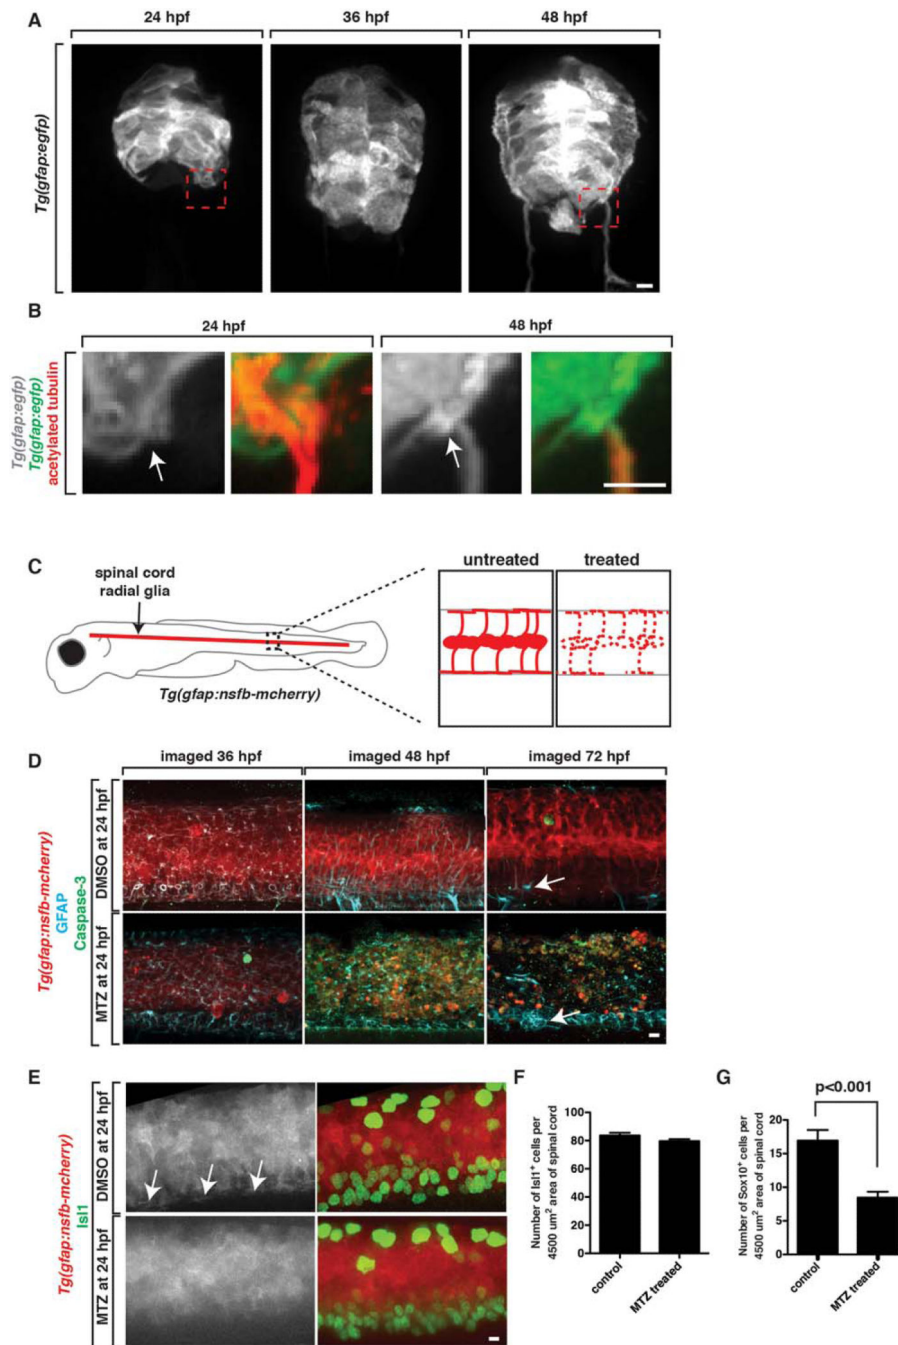 A
24 hpf
36 hpf
48 hpf
Tg(gfap:egfp)
B
24 hpf
48 hpf
Tg(gfap:egfp)
Tg(gfap:egfp)
acetylated tubulin
C
spinal cord
radial glia
Tg(gfap:nsfb-mcherry)
untreated
treated
D
imaged 36 hpf
imaged 48 hpf
imaged 72 hpf
Tg(gfap:nsfb-mcherry)
GFAP
Caspase-3
DMSO at 24 hpf
MTZ at 24 hpf
E
Tg(gfap:nsfb-mcherry)
Isl1
DMSO at 24 hpf
MTZ at 24 hpf
F
Number of Isl1⁺ cells per
4500 um² area of spinal cord
100
80
60
40
20
0
control
MTZ treated
G
p<0.001
Number of Sox10⁺ cells per
4500 um² area of spinal cord
20
15
10
5
0
control
MTZ treated